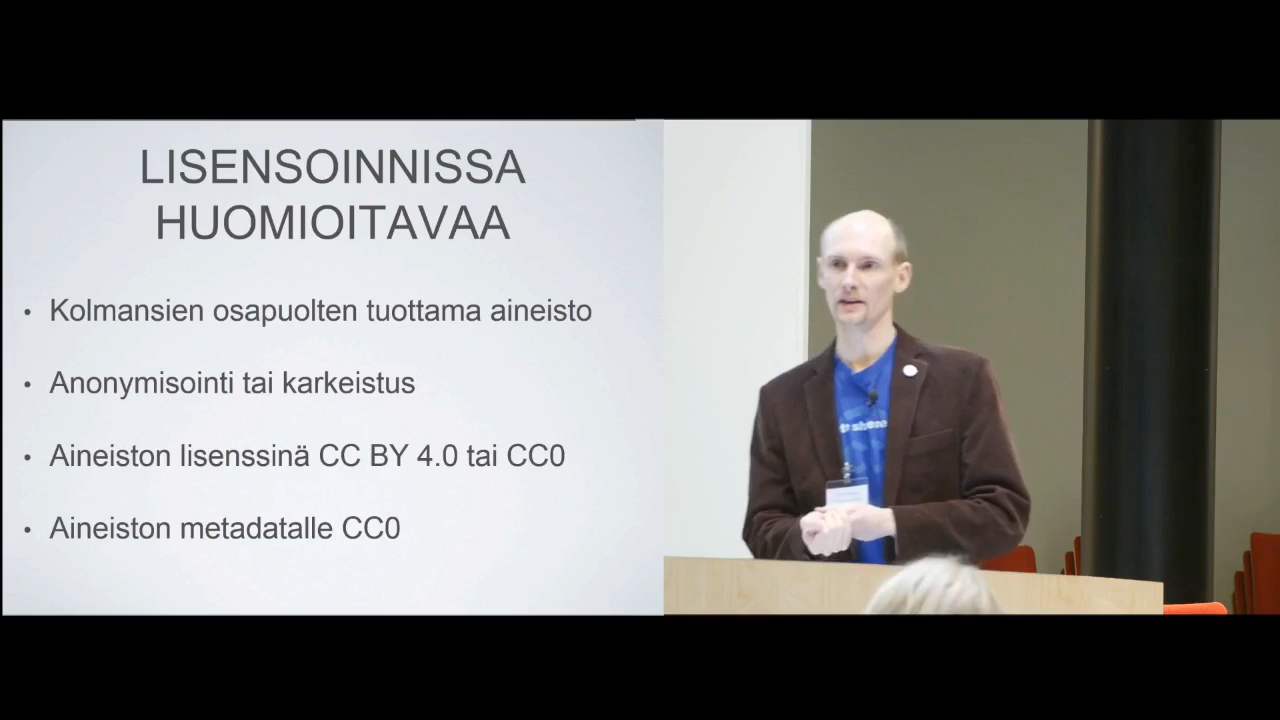 LISENSOINNISSA
HUOMIOITAVAA
• Kolmansien osapuolten tuottama aineisto
• Anonymisointi tai karkeistus
• Aineiston lisenssinä CC BY 4.0 tai CC0
• Aineiston metadatalle CC0